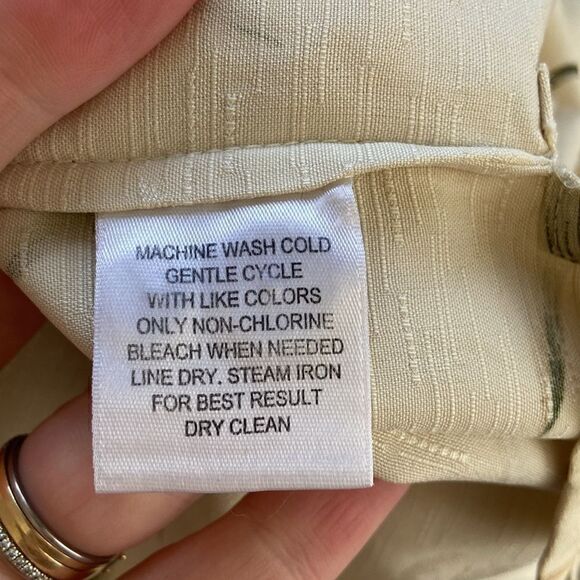 MACHINE WASH COLD
GENTLE CYCLE
WITH LIKE COLORS
ONLY NON-CHLORINE
BLEACH WHEN NEEDED
LINE DRY. STEAM IRON
FOR BEST RESULT
DRY CLEAN